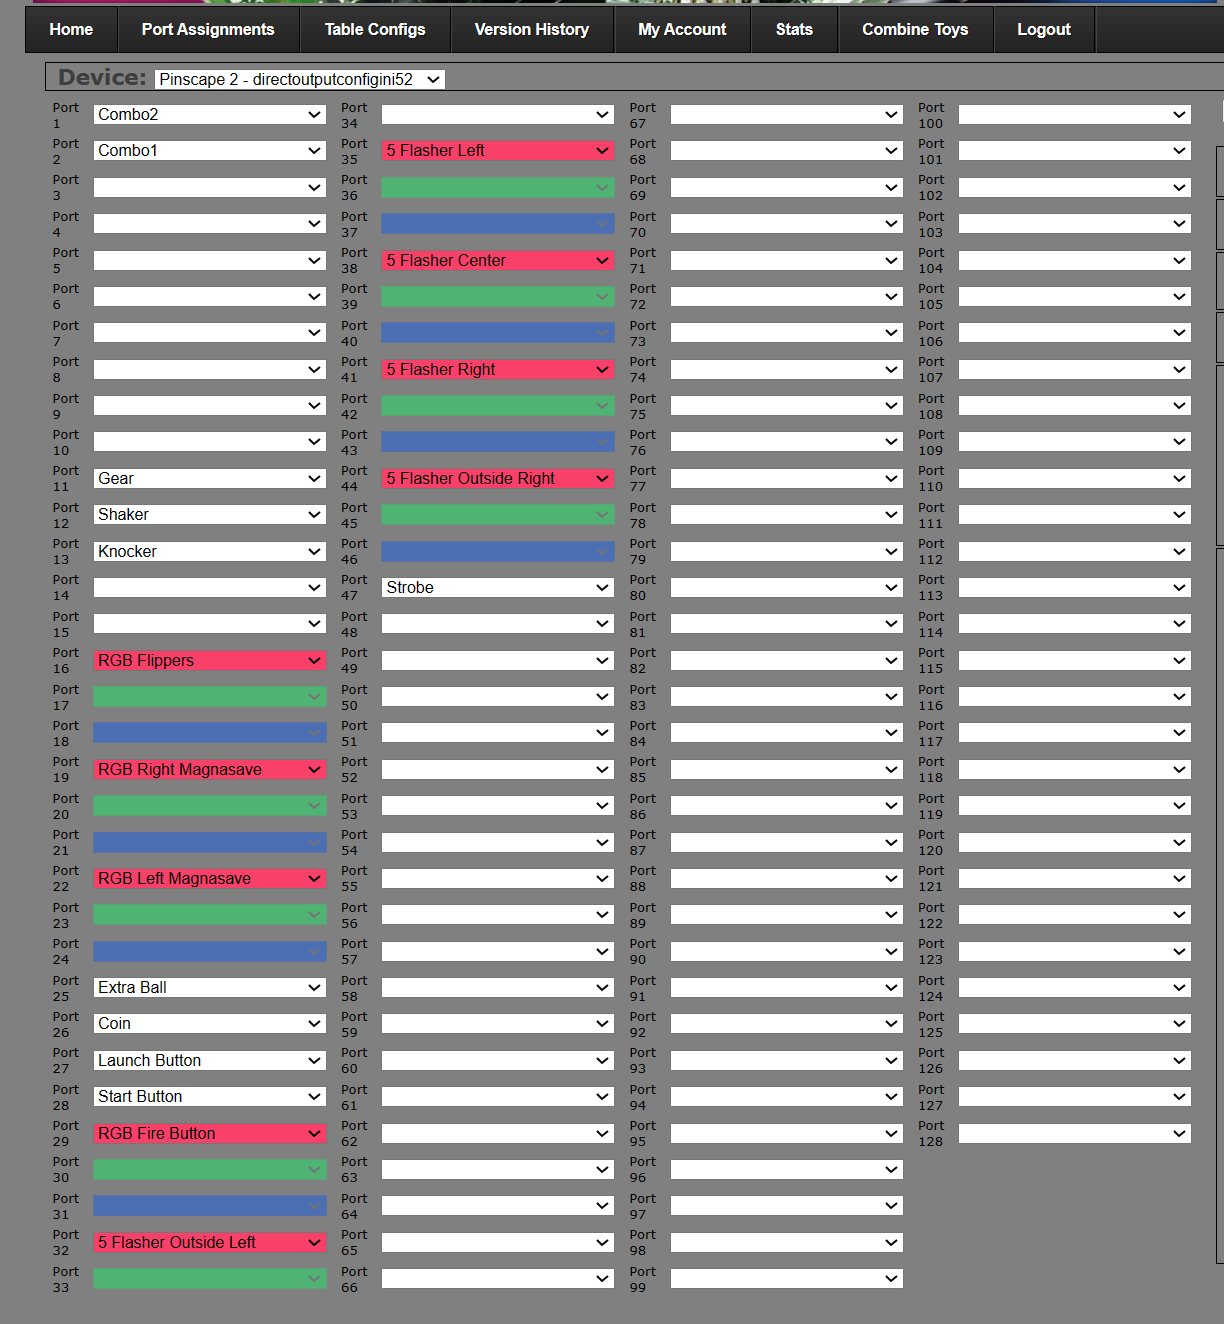 Home Port Assignments Table Configs Version History My Account Stats Combine Toys Logout
Device: Pinscape 2 - directoutputconfigini52
Port 1 Combo2
Port 2 Combo1
Port 3
Port 4
Port 5
Port 6
Port 7
Port 8
Port 9
Port 10
Port 11 Gear
Port 12 Shaker
Port 13 Knocker
Port 14
Port 15
Port 16 RGB Flippers
Port 17
Port 18
Port 19 RGB Right Magnasave
Port 20
Port 21
Port 22 RGB Left Magnasave
Port 23
Port 24
Port 25 Extra Ball
Port 26 Coin
Port 27 Launch Button
Port 28 Start Button
Port 29 RGB Fire Button
Port 30
Port 31
Port 32 5 Flasher Outside Left
Port 33
Port 34
Port 35 5 Flasher Left
Port 36
Port 37
Port 38 5 Flasher Center
Port 39
Port 40
Port 41 5 Flasher Right
Port 42
Port 43
Port 44 5 Flasher Outside Right
Port 45
Port 46
Port 47 Strobe
Port 48
Port 49
Port 50
Port 51
Port 52
Port 53
Port 54
Port 55
Port 56
Port 57
Port 58
Port 59
Port 60
Port 61
Port 62
Port 63
Port 64
Port 65
Port 66
Port 67
Port 68
Port 69
Port 70
Port 71
Port 72
Port 73
Port 74
Port 75
Port 76
Port 77
Port 78
Port 79
Port 80
Port 81
Port 82
Port 83
Port 84
Port 85
Port 86
Port 87
Port 88
Port 89
Port 90
Port 91
Port 92
Port 93
Port 94
Port 95
Port 96
Port 97
Port 98
Port 99
Port 100
Port 101
Port 102
Port 103
Port 104
Port 105
Port 106
Port 107
Port 108
Port 109
Port 110
Port 111
Port 112
Port 113
Port 114
Port 115
Port 116
Port 117
Port 118
Port 119
Port 120
Port 121
Port 122
Port 123
Port 124
Port 125
Port 126
Port 127
Port 128